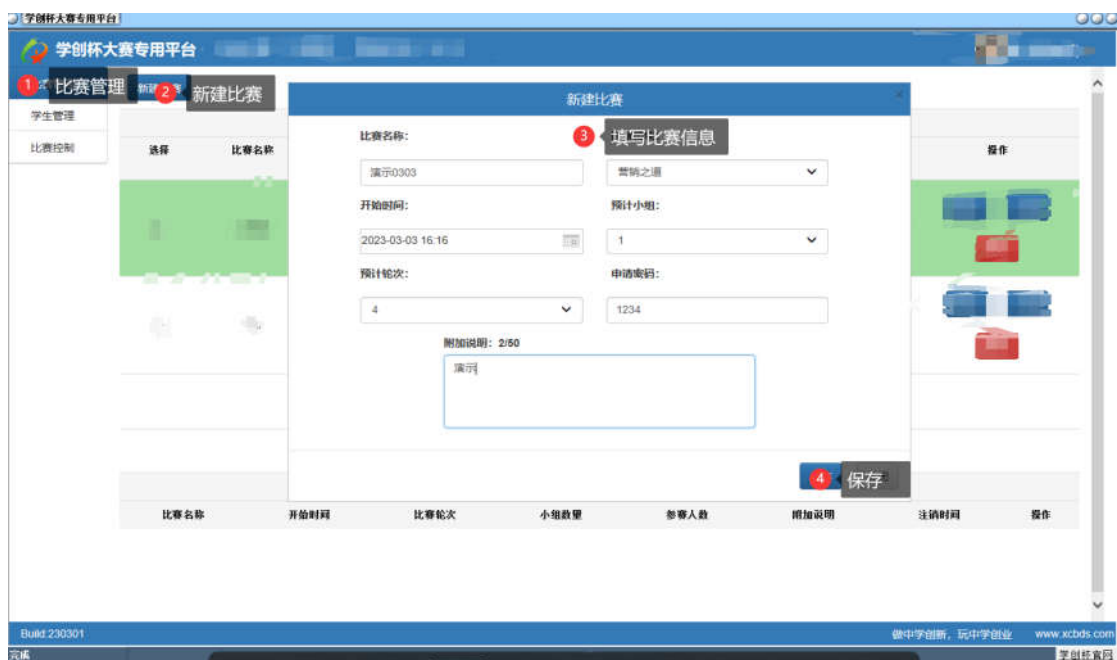 学创杯大赛专用平台
学创杯大赛专用平台
1 比赛管理
2 新建比赛
学生管理
比赛控制
选择 比赛名称 操作
新建比赛
比赛名称:
3 填写比赛信息
演示0303 营销之道
开始时间: 预计小组:
2023-03-03 16:16 1
预计轮次: 申请密码:
4 1234
附加说明: 2/50
演示
4 保存
比赛名称 开始时间 比赛轮次 小组数量 参赛人数 附加说明 注销时间 操作
Build 230301 做中学创新，玩中学创业 www.xcbds.com
完成 学创杯官网